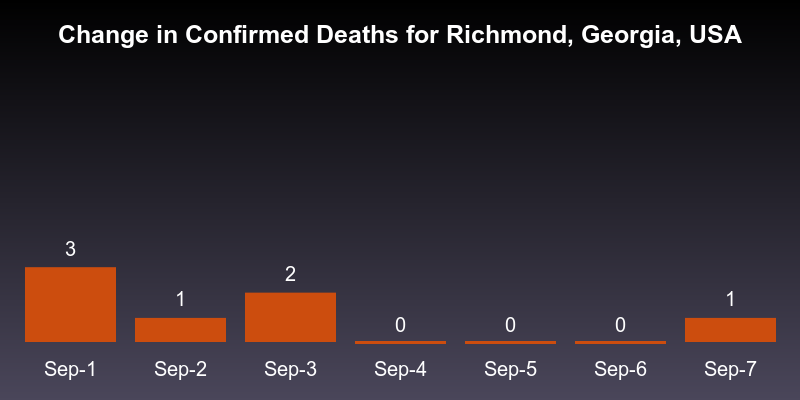 Change in Confirmed Deaths for Richmond, Georgia, USA
3
1
2
0
0
0
1
Sep-1
Sep-2
Sep-3
Sep-4
Sep-5
Sep-6
Sep-7